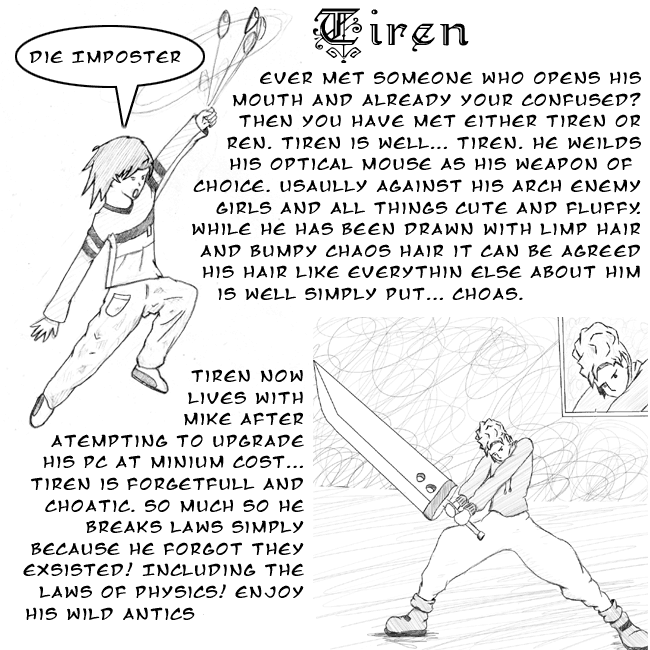 DIE IMPOSTER
Tiren
EVER MET SOMEONE WHO OPENS HIS
MOUTH AND ALREADY YOUR CONFUSED?
THEN YOU HAVE MET EITHER TIREN OR
REN. TIREN IS WELL... TIREN. HE WEILDS
HIS OPTICAL MOUSE AS HIS WEAPON OF
CHOICE. USAULLY AGAINST HIS ARCH ENEMY
GIRLS AND ALL THINGS CUTE AND FLUFFY.
WHILE HE HAS BEEN DRAWN WITH LIMP HAIR
AND BUMPY CHAOS HAIR IT CAN BE AGREED
HIS HAIR LIKE EVERYTHIN ELSE ABOUT HIM
IS WELL SIMPLY PUT... CHOAS.
TIREN NOW
LIVES WITH
MIKE AFTER
ATEMPTING TO UPGRADE
HIS PC AT MINIUM COST...
TIREN IS FORGETFULL AND
CHOATIC. SO MUCH SO HE
BREAKS LAWS SIMPLY
BECAUSE HE FORGOT THEY
EXSISTED! INCLUDING THE
LAWS OF PHYSICS! ENJOY
HIS WILD ANTICS